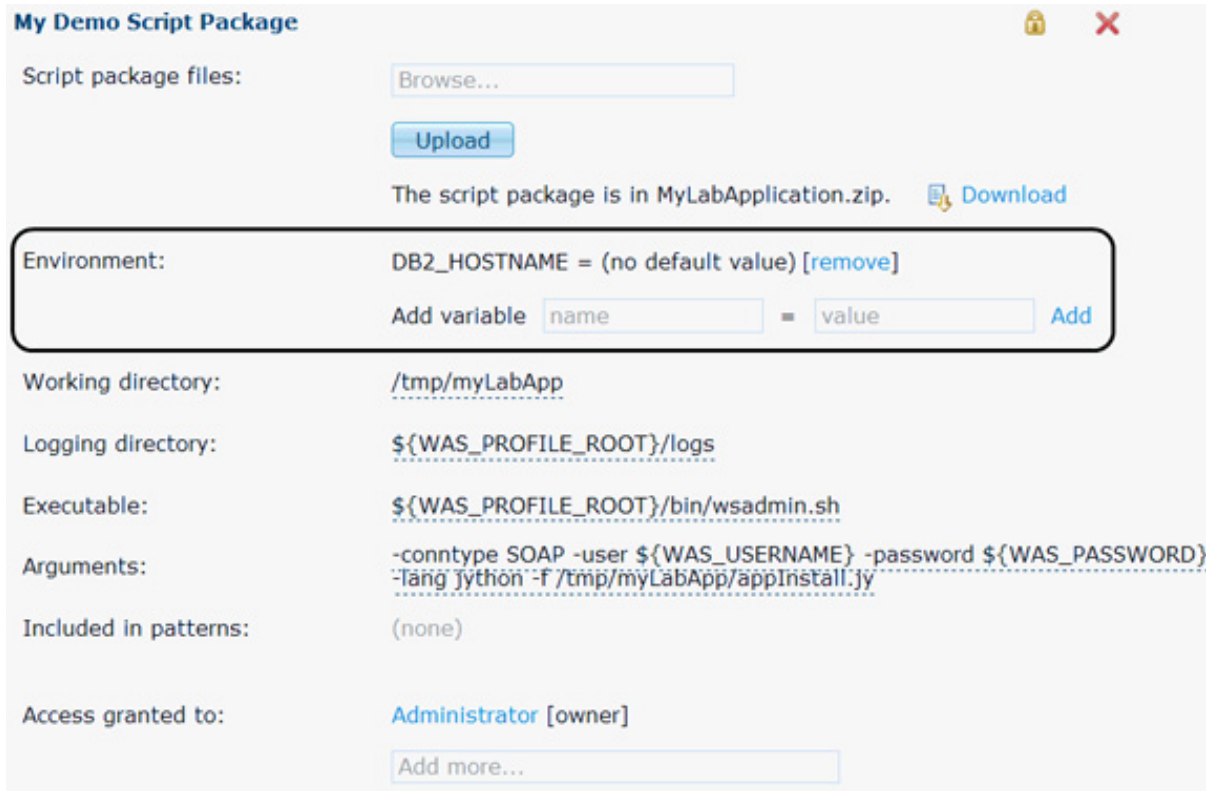 My Demo Script Package
Script package files:
Browse...
Upload
The script package is in MyLabApplication.zip. Download
Environment:
DB2_HOSTNAME = (no default value) [remove]
Add variable name = value Add
Working directory:
/tmp/myLabApp
Logging directory:
${WAS_PROFILE_ROOT}/logs
Executable:
${WAS_PROFILE_ROOT}/bin/wsadmin.sh
Arguments:
-conntype SOAP -user ${WAS_USERNAME} -password ${WAS_PASSWORD}
-lang jython -f /tmp/myLabApp/appInstall.jy
Included in patterns:
(none)
Access granted to:
Administrator [owner]
Add more...